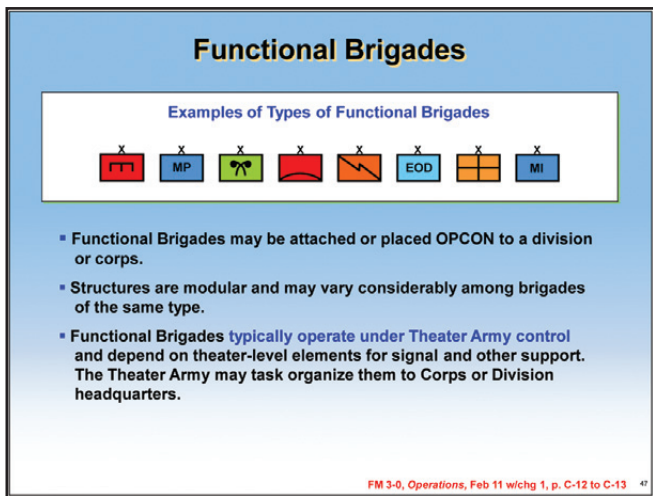 Functional Brigades
Examples of Types of Functional Brigades
X X X X X X X X
MP EOD MI
▪ Functional Brigades may be attached or placed OPCON to a division
or corps.
▪ Structures are modular and may vary considerably among brigades
of the same type.
▪ Functional Brigades typically operate under Theater Army control
and depend on theater-level elements for signal and other support.
The Theater Army may task organize them to Corps or Division
headquarters.
FM 3-0, Operations, Feb 11 w/chg 1, p. C-12 to C-13 47